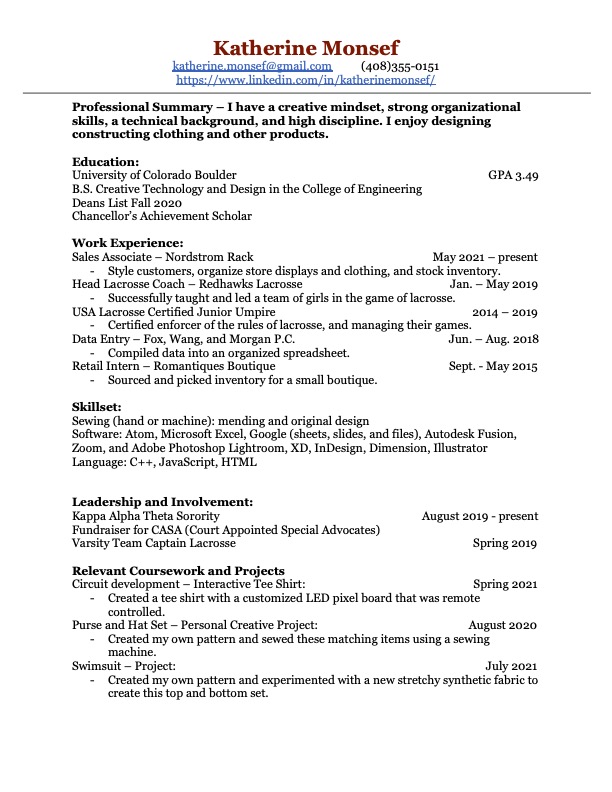 Katherine Monsef
katherine.monsef@gmail.com (408)355-0151
https://www.linkedin.com/in/katherinemonsef/
Professional Summary – I have a creative mindset, strong organizational
skills, a technical background, and high discipline. I enjoy designing
constructing clothing and other products.
Education:
University of Colorado Boulder GPA 3.49
B.S. Creative Technology and Design in the College of Engineering
Deans List Fall 2020
Chancellor's Achievement Scholar
Work Experience:
Sales Associate – Nordstrom Rack May 2021 – present
- Style customers, organize store displays and clothing, and stock inventory.
Head Lacrosse Coach – Redhawks Lacrosse Jan. – May 2019
- Successfully taught and led a team of girls in the game of lacrosse.
USA Lacrosse Certified Junior Umpire 2014 – 2019
- Certified enforcer of the rules of lacrosse, and managing their games.
Data Entry – Fox, Wang, and Morgan P.C. Jun. – Aug. 2018
- Compiled data into an organized spreadsheet.
Retail Intern – Romantiques Boutique Sept. - May 2015
- Sourced and picked inventory for a small boutique.
Skillset:
Sewing (hand or machine): mending and original design
Software: Atom, Microsoft Excel, Google (sheets, slides, and files), Autodesk Fusion,
Zoom, and Adobe Photoshop Lightroom, XD, InDesign, Dimension, Illustrator
Language: C++, JavaScript, HTML
Leadership and Involvement:
Kappa Alpha Theta Sorority August 2019 - present
Fundraiser for CASA (Court Appointed Special Advocates)
Varsity Team Captain Lacrosse Spring 2019
Relevant Coursework and Projects
Circuit development – Interactive Tee Shirt: Spring 2021
- Created a tee shirt with a customized LED pixel board that was remote
controlled.
Purse and Hat Set – Personal Creative Project: August 2020
- Created my own pattern and sewed these matching items using a sewing
machine.
Swimsuit – Project: July 2021
- Created my own pattern and experimented with a new stretchy synthetic fabric to
create this top and bottom set.